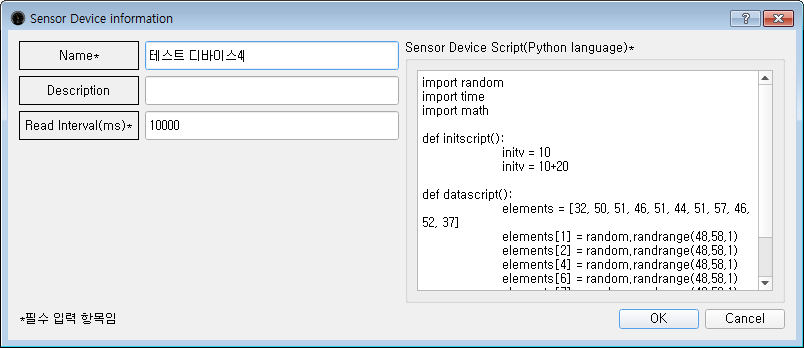 Sensor Device information
Name*
테스트 디바이스4
Description
Read Interval(ms)*
10000
*필수 입력 항목임
Sensor Device Script(Python language)*
import random
import time
import math
def initscript():
initv = 10
initv = 10+20
def datascript():
elements = [32, 50, 51, 46, 51, 44, 51, 57, 46,
52, 37]
elements[1] = random.randrange(48,58,1)
elements[2] = random.randrange(48,58,1)
elements[4] = random.randrange(48,58,1)
elements[6] = random.randrange(48,58,1)
OK
Cancel